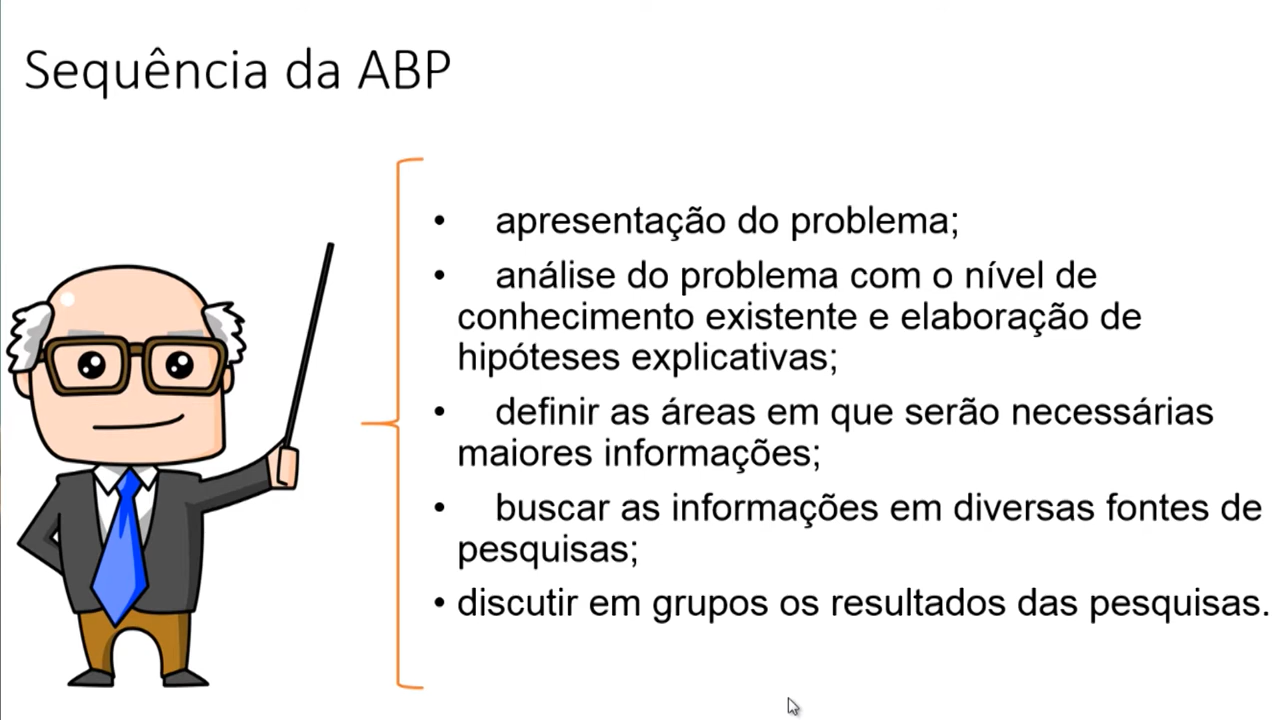 Sequência da ABP
• apresentação do problema;
• análise do problema com o nível de
conhecimento existente e elaboração de
hipóteses explicativas;
• definir as áreas em que serão necessárias
maiores informações;
• buscar as informações em diversas fontes de
pesquisas;
• discutir em grupos os resultados das pesquisas.